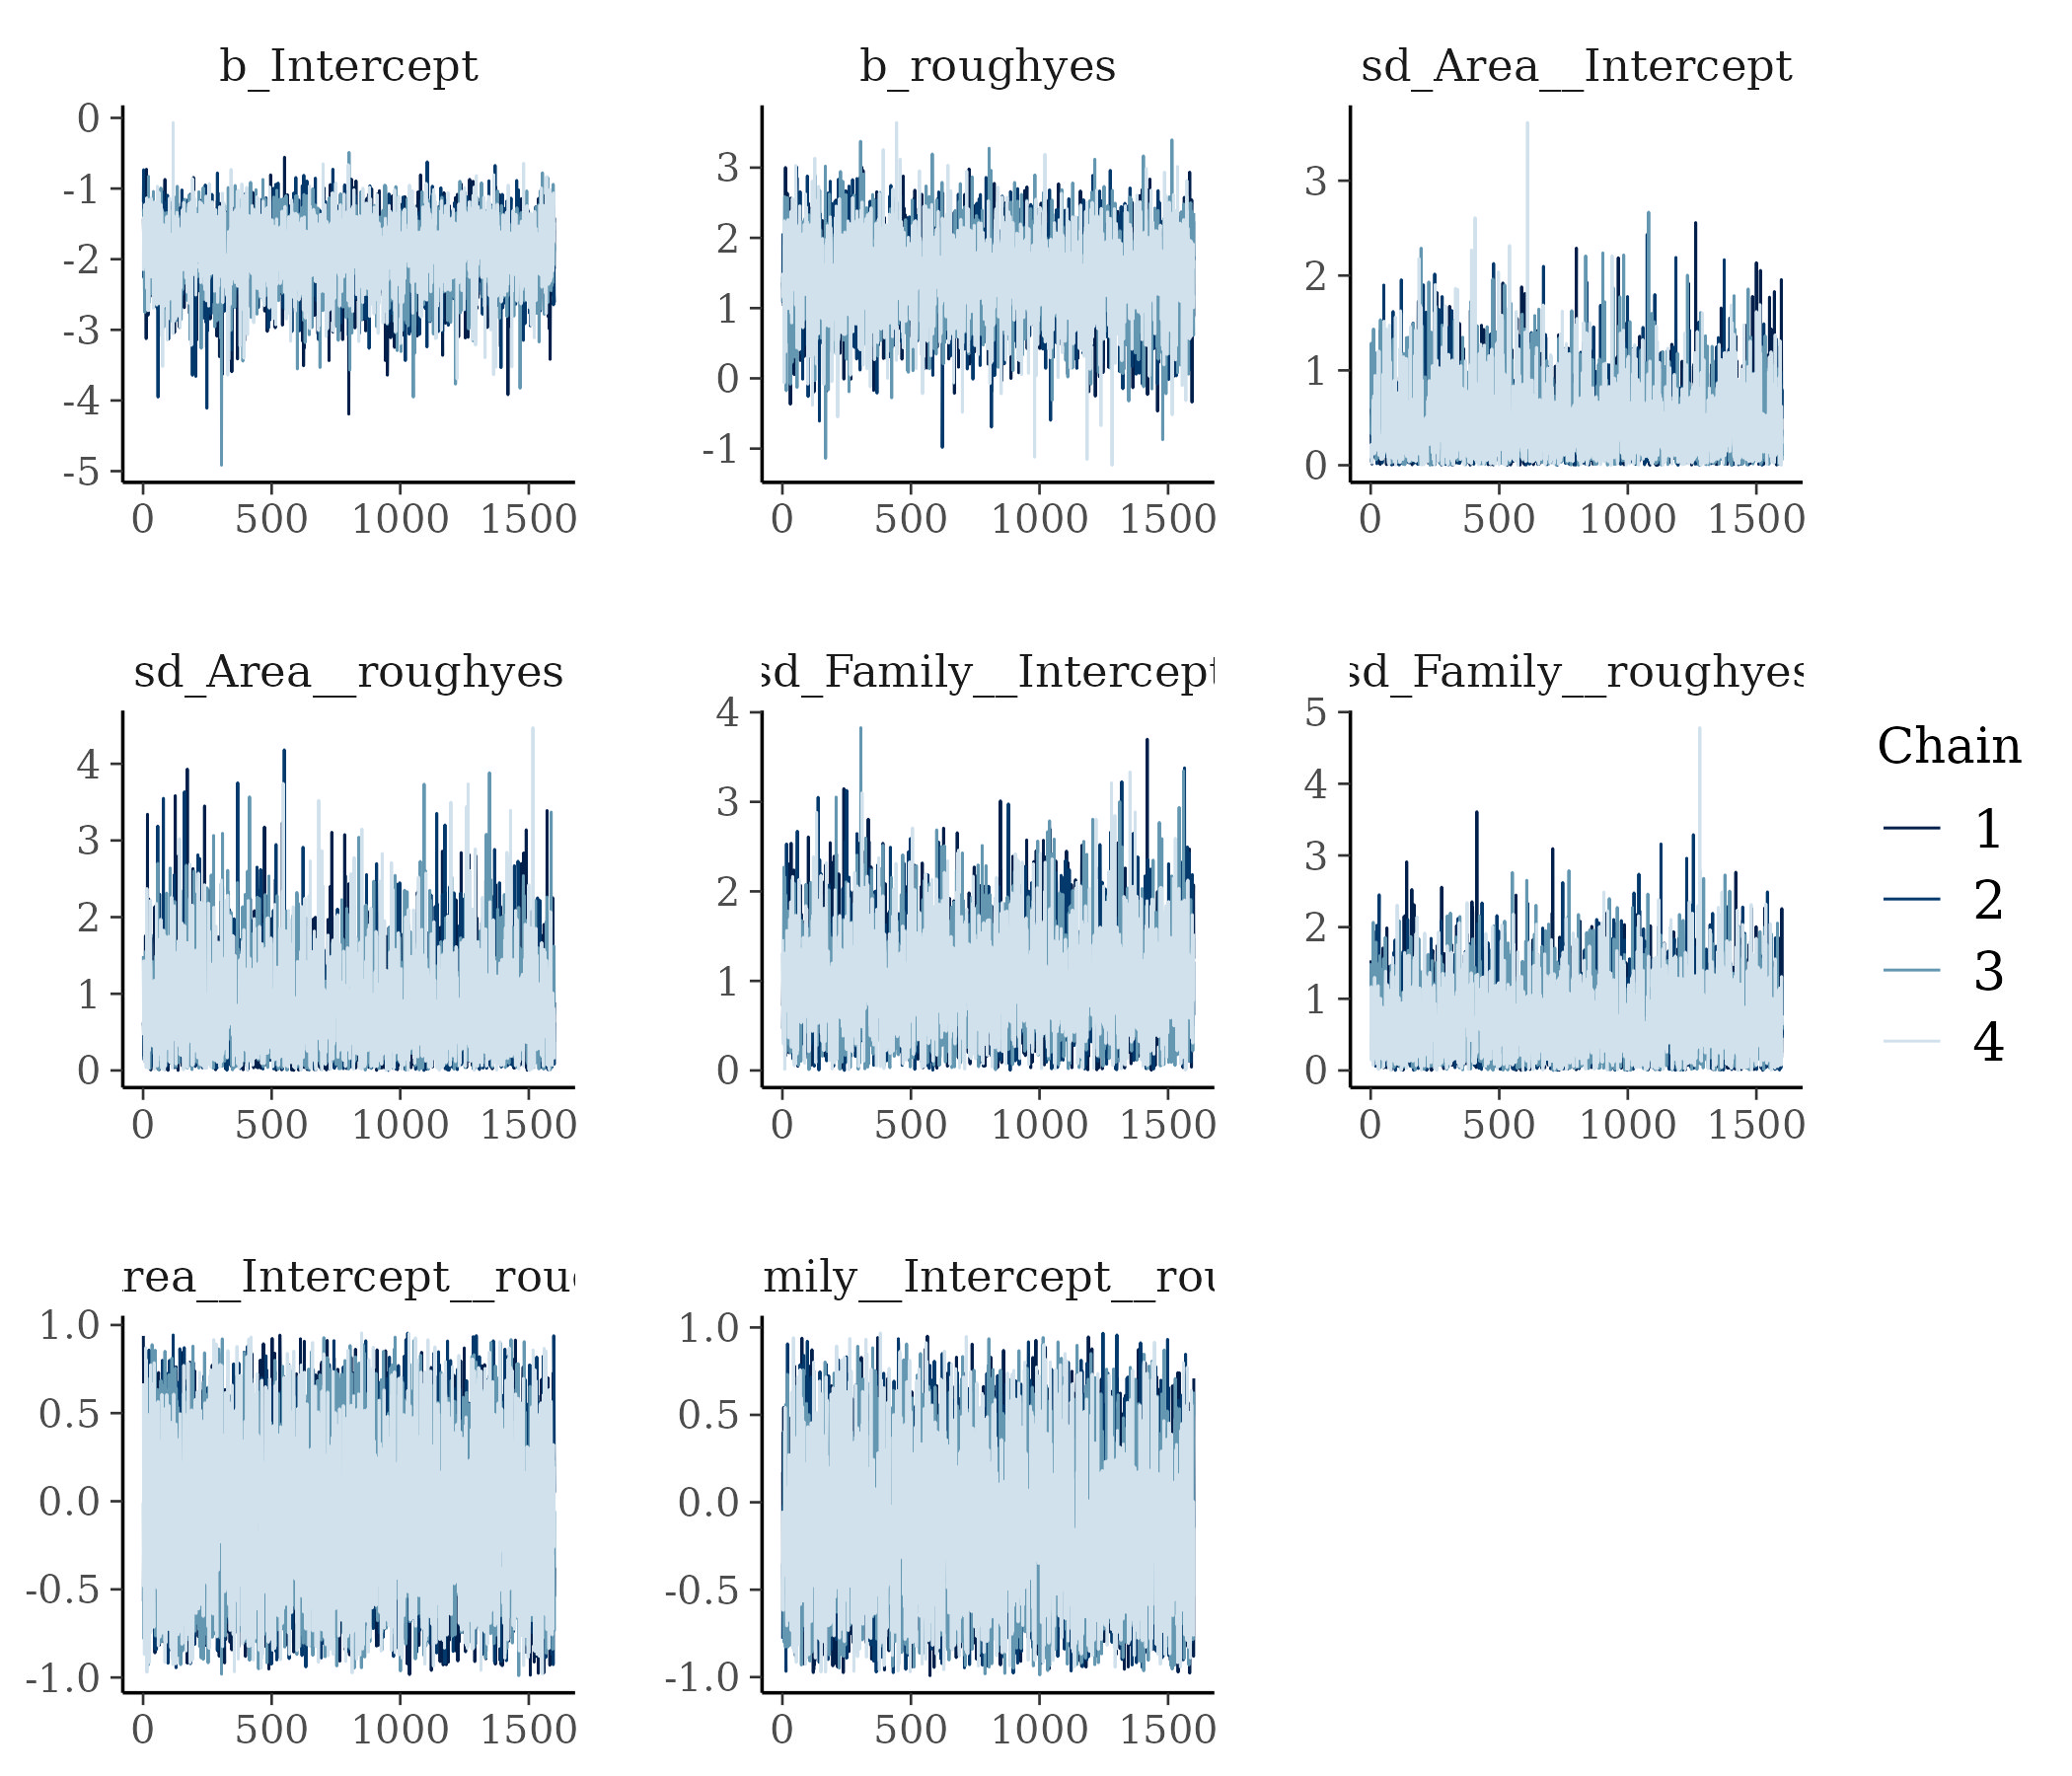 b_Intercept
0
-1
-2
-3
-4
-5
0 500 1000 1500
b_roughyes
3
2
1
0
-1
0 500 1000 1500
sd_Area__Intercept
3
2
1
0
0 500 1000 1500
sd_Area__roughyes
4
3
2
1
0
0 500 1000 1500
sd_Family__Intercept
4
3
2
1
0
0 500 1000 1500
sd_Family__roughyes
5
4
3
2
1
0
0 500 1000 1500
Chain
1
2
3
4
rea__Intercept__roug
1.0
0.5
0.0
-0.5
-1.0
0 500 1000 1500
mily__Intercept__rou
1.0
0.5
0.0
-0.5
-1.0
0 500 1000 1500